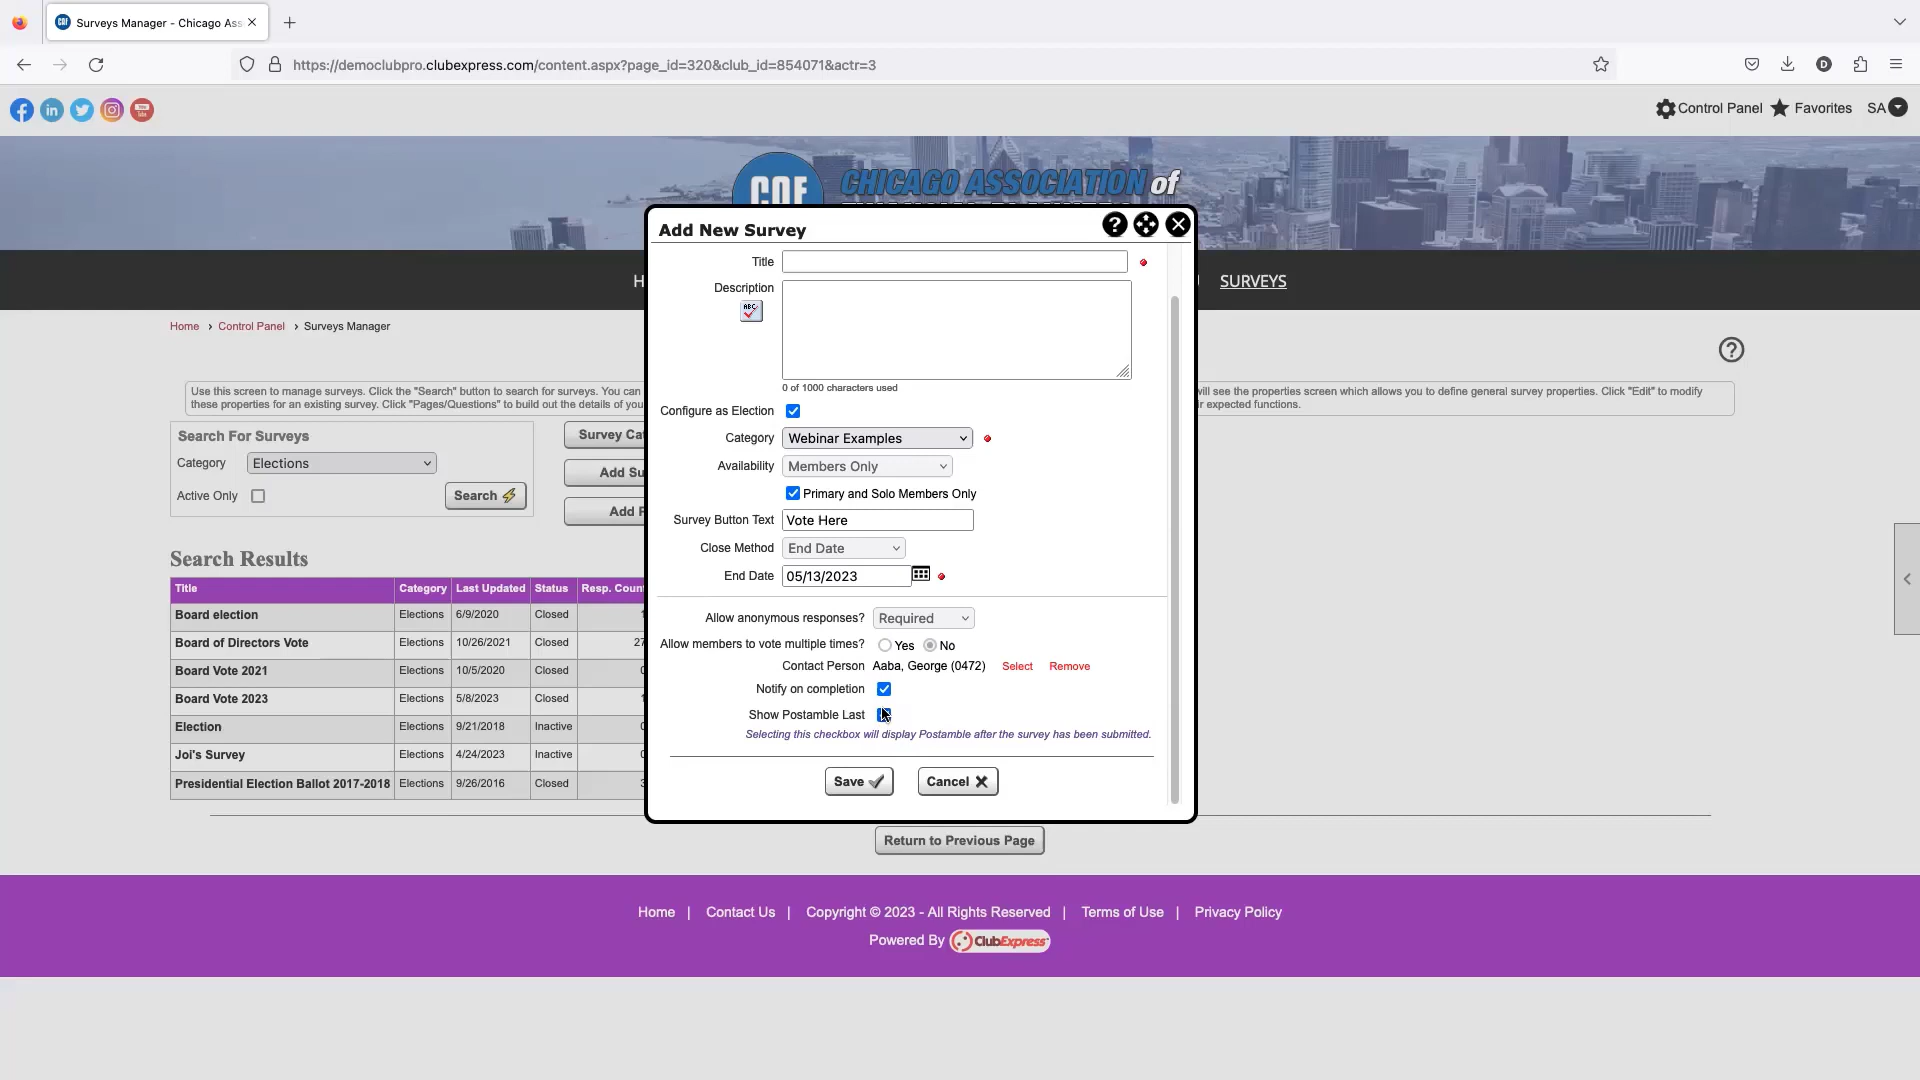 Surveys Manager - Chicago Ass
https://democlubpro.clubexpress.com/content.aspx?page_id=320&club_id=854071&actr=3
Control Panel
Favorites
SA
CHICAGO ASSOCIATION of
Add New Survey
SURVEYS
Title
Description
ABC
0 of 1000 characters used
Configure as Election
Category Webinar Examples
Availability Members Only
Primary and Solo Members Only
Survey Button Text Vote Here
Close Method End Date
End Date 05/13/2023
Allow anonymous responses? Required
Allow members to vote multiple times? Yes No
Contact Person Aaba, George (0472) Select Remove
Notify on completion
Show Postamble Last
Selecting this checkbox will display Postamble after the survey has been submitted.
Save
Cancel
Home › Control Panel › Surveys Manager
Use this screen to manage surveys. Click the "Search" button to search for surveys. You can
will see the properties screen which allows you to define general survey properties. Click "Edit" to modify
these properties for an existing survey. Click "Pages/Questions" to build out the details of you
r expected functions.
Search For Surveys
Category Elections
Active Only
Search
Survey Cat
Add Su
Search Results
Title Category Last Updated Status Resp. Count
Board election Elections 6/9/2020 Closed
Board of Directors Vote Elections 10/26/2021 Closed 27
Board Vote 2021 Elections 10/5/2020 Closed
Board Vote 2023 Elections 5/8/2023 Closed
Election Elections 9/21/2018 Inactive
Joi's Survey Elections 4/24/2023 Inactive
Presidential Election Ballot 2017-2018 Elections 9/26/2016 Closed
Return to Previous Page
Home | Contact Us | Copyright © 2023 - All Rights Reserved | Terms of Use | Privacy Policy
Powered By ClubExpress